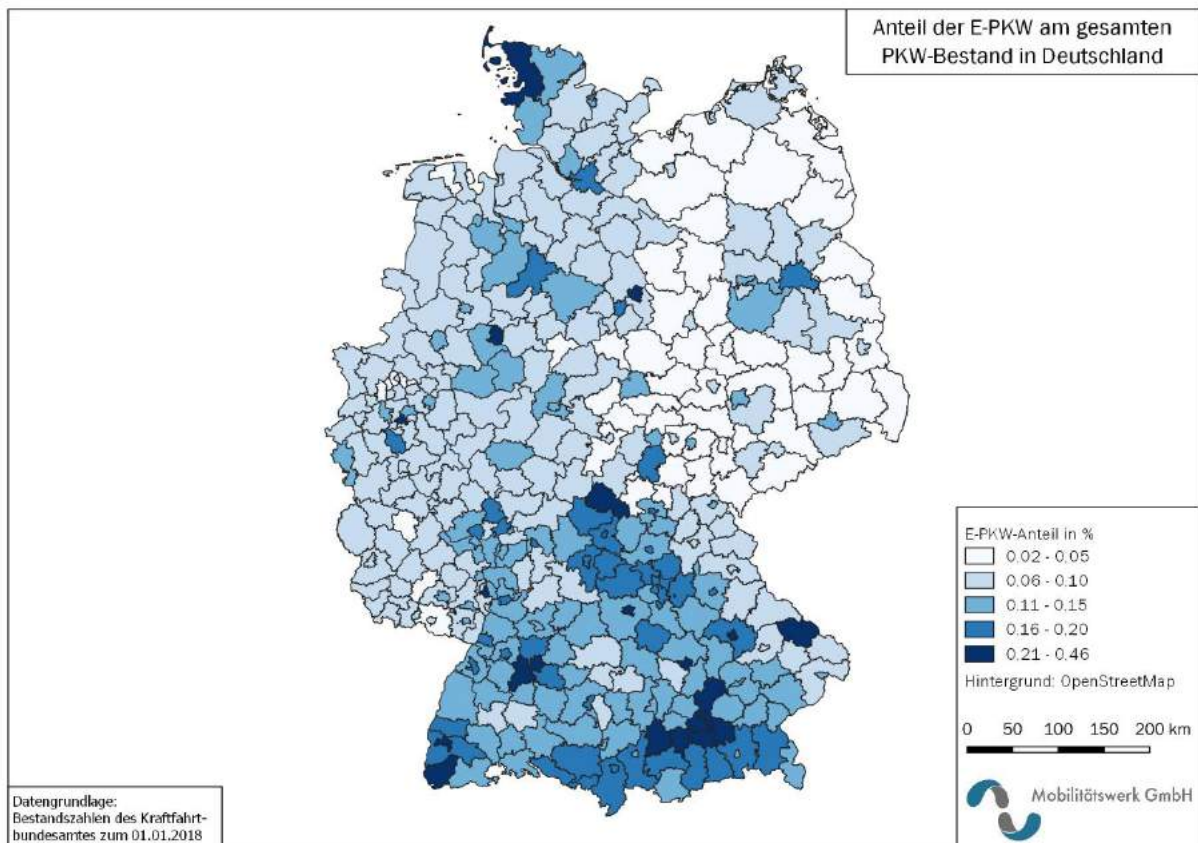 Anteil der E-PKW am gesamten
PKW-Bestand in Deutschland
E-PKW-Anteil in %
0.02 - 0.05
0.06 - 0.10
0.11 - 0.15
0.16 - 0.20
0.21 - 0.46
Hintergrund: OpenStreetMap
0 50 100 150 200 km
Mobilitätswerk GmbH
Datengrundlage:
Bestandszahlen des Kraftfahrt-
bundesamtes zum 01.01.2018